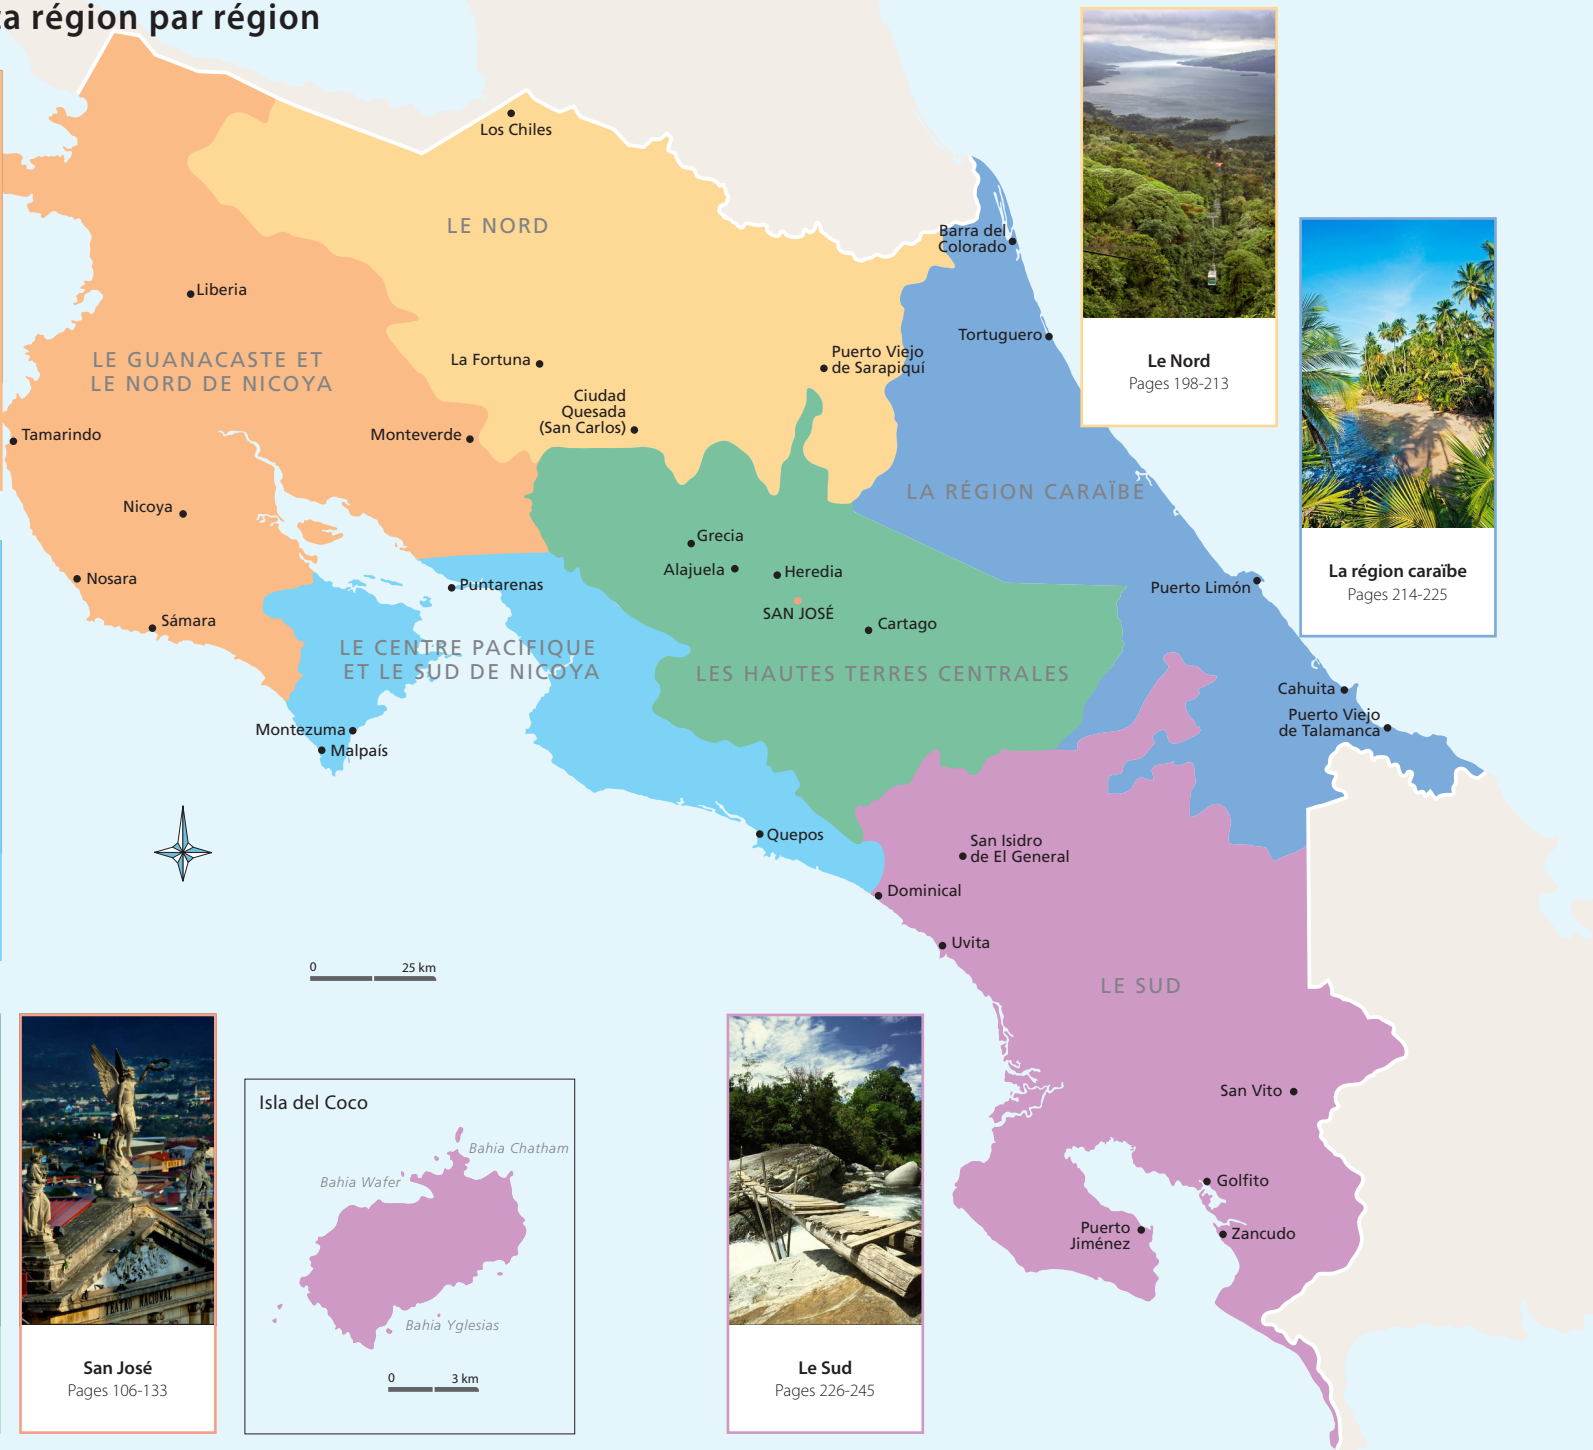 région par région
Los Chiles
LE NORD
Barra del
Colorado
Liberia
Tortuguero
LE GUANACASTE ET
LE NORD DE NICOYA
La Fortuna
Puerto Viejo
de Sarapiquí
Le Nord
Pages 198-213
Ciudad
Quesada
(San Carlos)
Tamarindo
Monteverde
LA RÉGION CARAÏBE
Nicoya
Grecia
Alajuela
Heredia
La région caraïbe
Pages 214-225
Nosara
Puntarenas
Puerto Limón
SAN JOSÉ
Sámara
Cartago
LE CENTRE PACIFIQUE
ET LE SUD DE NICOYA
LES HAUTES TERRES CENTRALES
Cahuita
Puerto Viejo
de Talamanca
Montezuma
Malpaís
Quepos
San Isidro
de El General
Dominical
Uvita
0 25 km
LE SUD
San Vito
Isla del Coco
Bahia Chatham
Bahia Wafer
Golfito
Puerto
Jiménez
Zancudo
TEATRO NACIONAL
Bahia Yglesias
San José
Pages 106-133
0 3 km
Le Sud
Pages 226-245